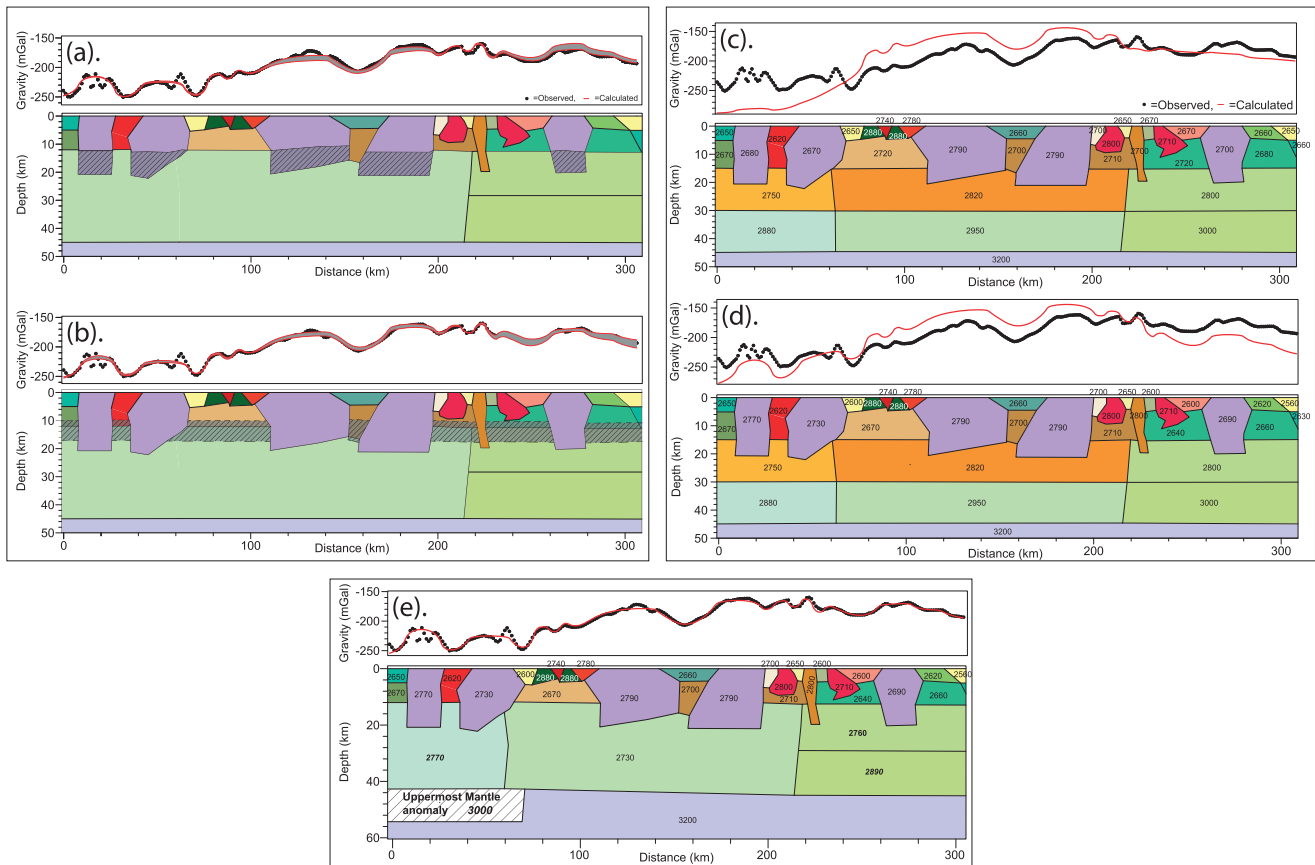 (a).
Gravity (mGal)
-150
-200
-250
=Observed, =Calculated
Depth (km)
0
10
20
30
40
50
0 100 200 300
Distance (km)
(b).
Gravity (mGal)
-150
-200
-250
Depth (km)
0
10
20
30
40
50
0 100 200 300
Distance (km)
(c).
Gravity (mGal)
-150
-200
-250
=Observed, =Calculated
2740 2780 2650 2670
Depth (km)
0
10
20
30
40
50
2650 2620 2650 2880 2880 2660 2700 2800 2670 2660 2650
2670 2680 2670 2720 2790 2700 2790 2710 2700 2710 2720 2700 2680 2660
2750 2820 2800
2880 2950 3000
3200
0 100 200 300
Distance (km)
(d).
Gravity (mGal)
-150
-200
-250
2740 2780 2700 2650 2600
Depth (km)
0
10
20
30
40
50
2650 2620 2600 2880 2880 2660 2800 2710 2600 2620 2560
2670 2770 2730 2670 2790 2700 2790 2710 2800 2640 2690 2660 2630
2750 2820 2800
2880 2950 3000
3200
0 100 200 300
Distance (km)
(e).
Gravity (mGal)
-150
-200
-250
2740 2780 2700 2650 2600
Depth (km)
0
20
40
60
2650 2620 2600 2880 2880 2660 2800 2600 2620 2560
2670 2770 2730 2670 2790 2700 2790 2710 2800 2710 2640 2690 2660
2770 2730 2760
2890
Uppermost Mantle
anomaly 3000
3200
0 100 200 300
Distance (km)